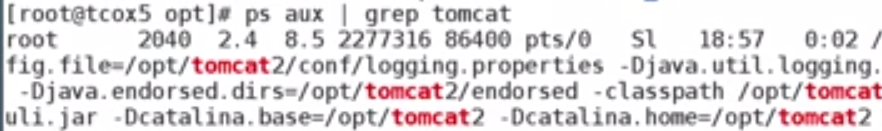 [root@tcox5 opt]# ps aux | grep tomcat
root      2040  2.4  8.5 2277316 86400 pts/0   Sl   18:57   0:02 /
fig.file=/opt/tomcat2/conf/logging.properties -Djava.util.logging.
 -Djava.endorsed.dirs=/opt/tomcat2/endorsed -classpath /opt/tomcat
uli.jar -Dcatalina.base=/opt/tomcat2 -Dcatalina.home=/opt/tomcat2